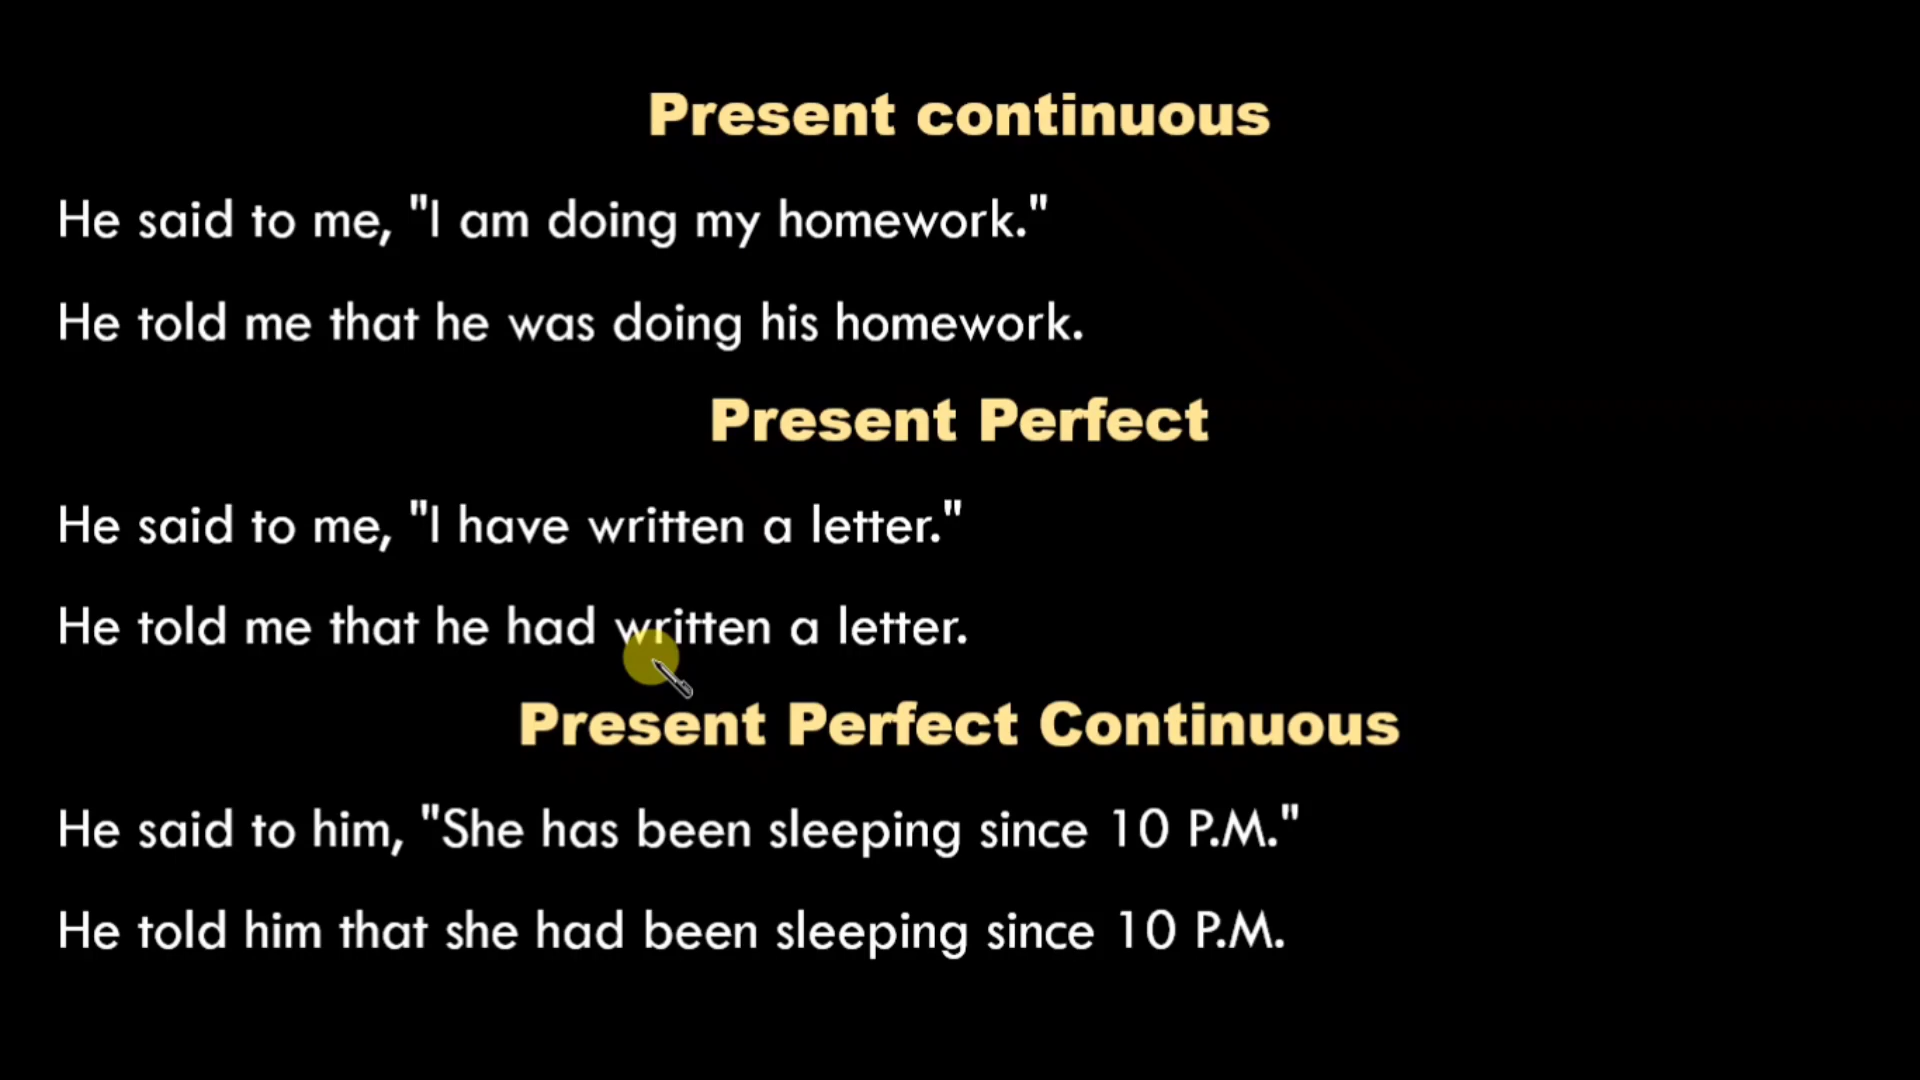 Present continuous
He said to me, "I am doing my homework."
He told me that he was doing his homework.
Present Perfect
He said to me, "I have written a letter."
He told me that he had written a letter.
Present Perfect Continuous
He said to him, "She has been sleeping since 10 P.M."
He told him that she had been sleeping since 10 P.M.